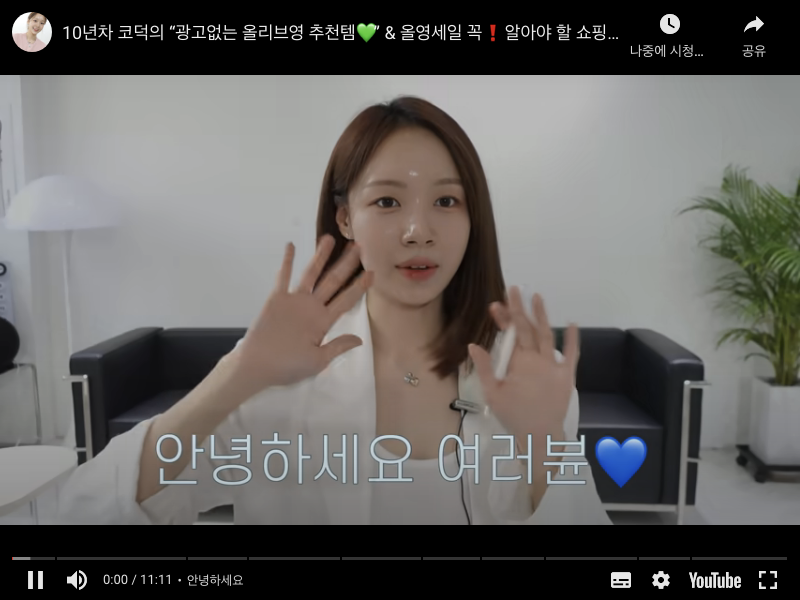 10년차 코덕의 “광고없는 올리브영 추천템💚” & 올영세일 꼭❗ 알아야 할 쇼핑...
나중에 시청...
공유
안녕하세요 여러뷴💙
0:00 / 11:11 • 안녕하세요
YouTube